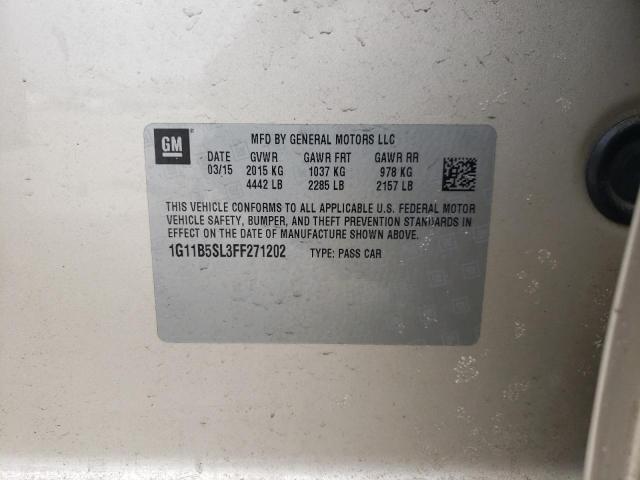 GM
MFD BY GENERAL MOTORS LLC
DATE GVWR GAWR FRT GAWR RR
03/15 2015 KG 1037 KG 978 KG
4442 LB 2285 LB 2157 LB
THIS VEHICLE CONFORMS TO ALL APPLICABLE U.S. FEDERAL MOTOR
VEHICLE SAFETY, BUMPER, AND THEFT PREVENTION STANDARDS IN
EFFECT ON THE DATE OF MANUFACTURE SHOWN ABOVE.
1G11B5SL3FF271202 TYPE: PASS CAR